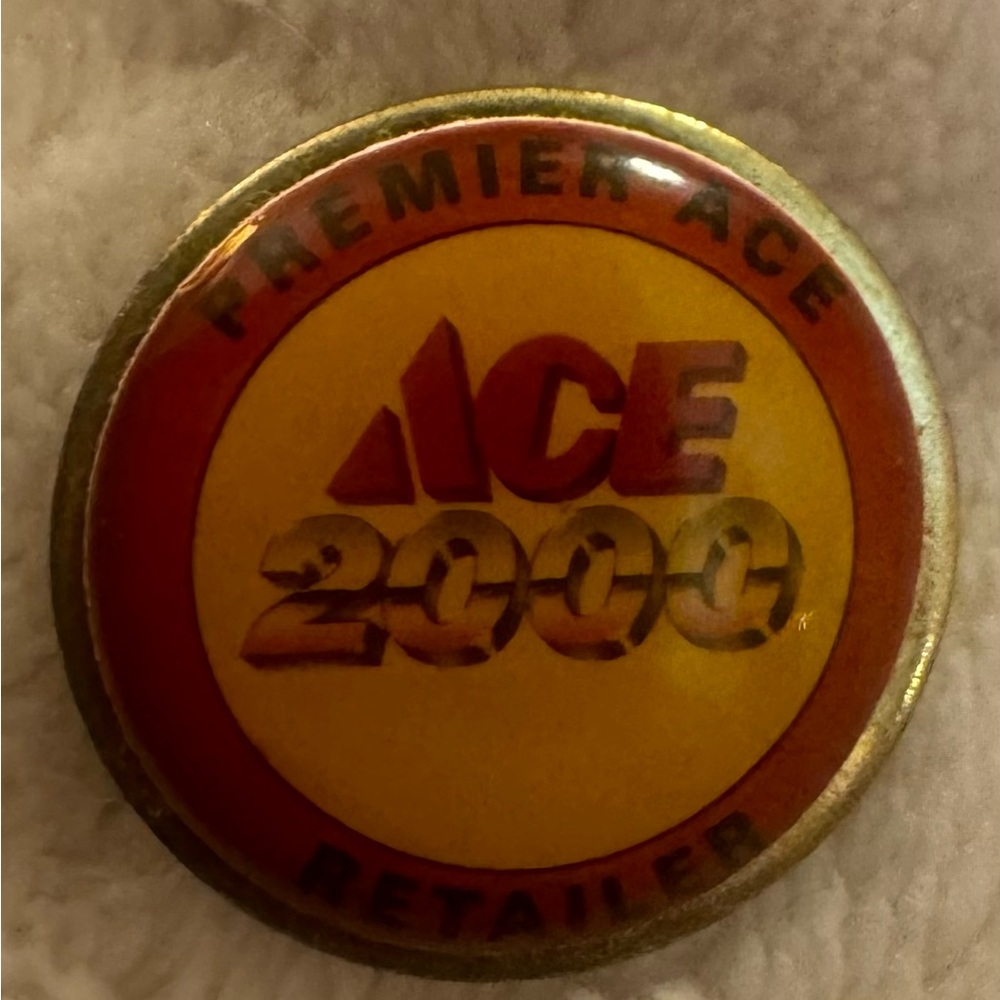 PREMIER ACE
ACE
2000
RETAILER